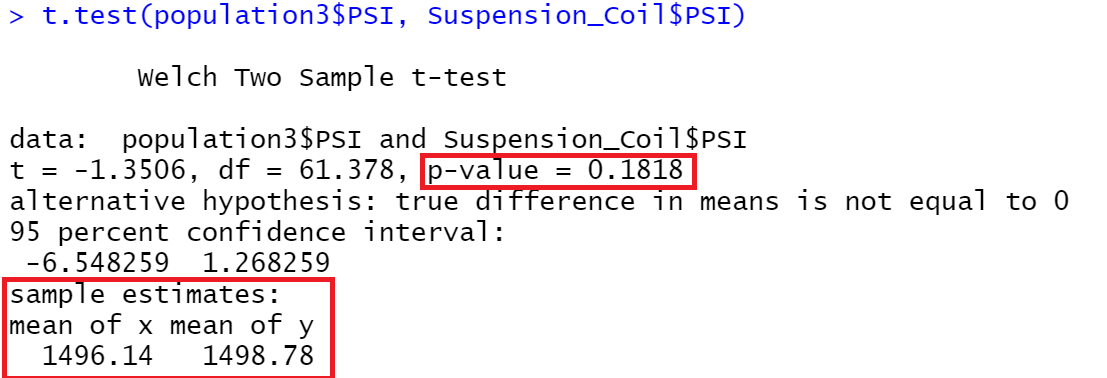 > t.test(population3$PSI, Suspension_Coil$PSI)
Welch Two Sample t-test
data:  population3$PSI and Suspension_Coil$PSI
t = -1.3506, df = 61.378, p-value = 0.1818
alternative hypothesis: true difference in means is not equal to 0
95 percent confidence interval:
 -6.548259  1.268259
sample estimates:
mean of x mean of y
  1496.14   1498.78